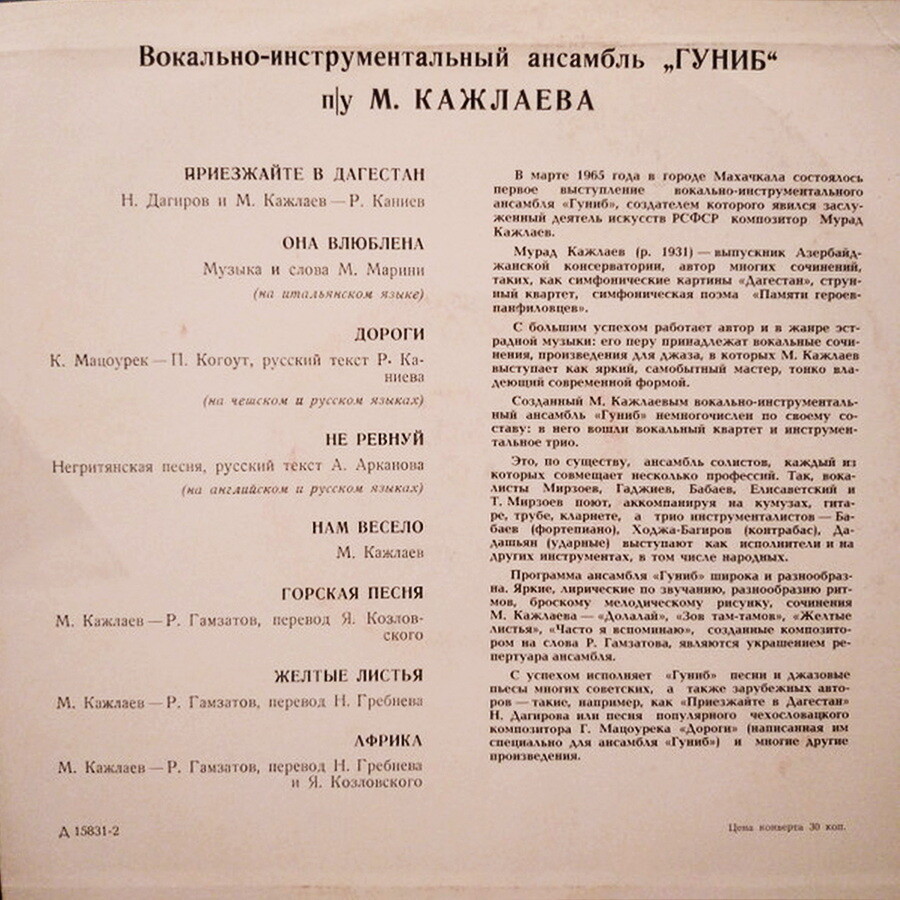 Вокально-инструментальный ансамбль „ГУНИБ“
п/у М. КАЖЛАЕВА
ПРИЕЗЖАЙТЕ В ДАГЕСТАН
Н. Дагиров и М. Кажлаев — Р. Каниев
ОНА ВЛЮБЛЕНА
Музыка и слова М. Марини
(на итальянском языке)
ДОРОГИ
К. Мацоурек — П. Когоут, русский текст Р. Ка-
ниева
(на чешском и русском языках)
НЕ РЕВНУЙ
Негритянская песня, русский текст А. Арканова
(на английском и русском языках)
НАМ ВЕСЕЛО
М. Кажлаев
ГОРСКАЯ ПЕСНЯ
М. Кажлаев — Р. Гамзатов, перевод Я. Козлов-
ского
ЖЕЛТЫЕ ЛИСТЬЯ
М. Кажлаев — Р. Гамзатов, перевод Н. Гребнева
АФРИКА
М. Кажлаев — Р. Гамзатов, перевод Н. Гребнева
и Я. Козловского
В марте 1965 года в городе Махачкала состоялось
первое выступление вокально-инструментального
ансамбля «Гуниб», создателем которого явился заслу-
женный деятель искусств РСФСР композитор Мурад
Кажлаев.
Мурад Кажлаев (р. 1931) — выпускник Азербайд-
жанской консерватории, автор многих сочинений,
таких, как симфонические картины «Дагестан», струн-
ный квартет, симфоническая поэма «Памяти героев-
панфиловцев».
С большим успехом работает автор и в жанре эст-
радной музыки: его перу принадлежат вокальные сочи-
нения, произведения для джаза, в которых М. Кажлаев
выступает как яркий, самобытный мастер, тонко вла-
деющий современной формой.
Созданный М. Кажлаевым вокально-инструменталь-
ный ансамбль «Гуниб» немногочислен по своему со-
ставу: в него вошли вокальный квартет и инструмен-
тальное трио.
Это, по существу, ансамбль солистов, каждый из
которых совмещает несколько профессий. Так, вока-
листы Мирзоев, Гаджиев, Бабаев, Елисаветский и
Т. Мирзоев поют, аккомпанируя на кумузах, гита-
ре, трубе, кларнете, а трио инструменталистов — Ба-
баев (фортепиано), Ходжа-Багиров (контрабас), Да-
дашьян (ударные) выступают как исполнители и на
других инструментах, в том числе народных.
Программа ансамбля «Гуниб» широка и разнообраз-
на. Яркие, лирические по звучанию, разнообразию рит-
мов, броскому мелодическому рисунку, сочинения
М. Кажлаева — «Долалай», «Зов там-тамов», «Желтые
листья», «Часто я вспоминаю», созданные композито-
ром на слова Р. Гамзатова, являются украшением ре-
пертуара ансамбля.
С успехом исполняет «Гуниб» песни и джазовые
пьесы многих советских, а также зарубежных авто-
ров — такие, например, как «Приезжайте в Дагестан»
Н. Дагирова или песня популярного чехословацкого
композитора Г. Мацоурека «Дороги» (написанная им
специально для ансамбля «Гуниб») и многие другие
произведения.
Д 15831-2
Цена конверта 30 коп.